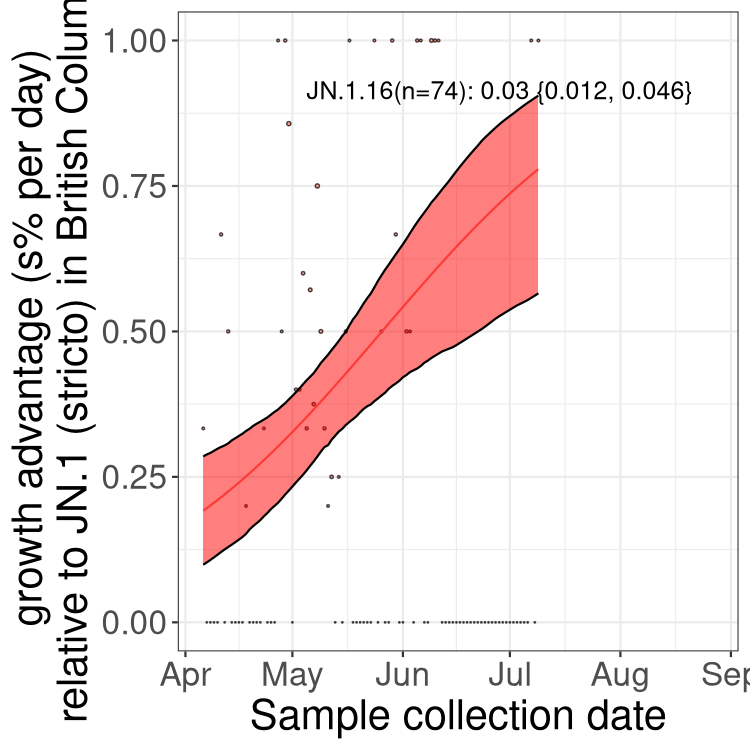 growth advantage (s% per day)
relative to JN.1 (stricto) in British Colum
1.00
0.75
0.50
0.25
0.00
JN.1.16(n=74): 0.03 {0.012, 0.046}
Apr May Jun Jul Aug Sep
Sample collection date